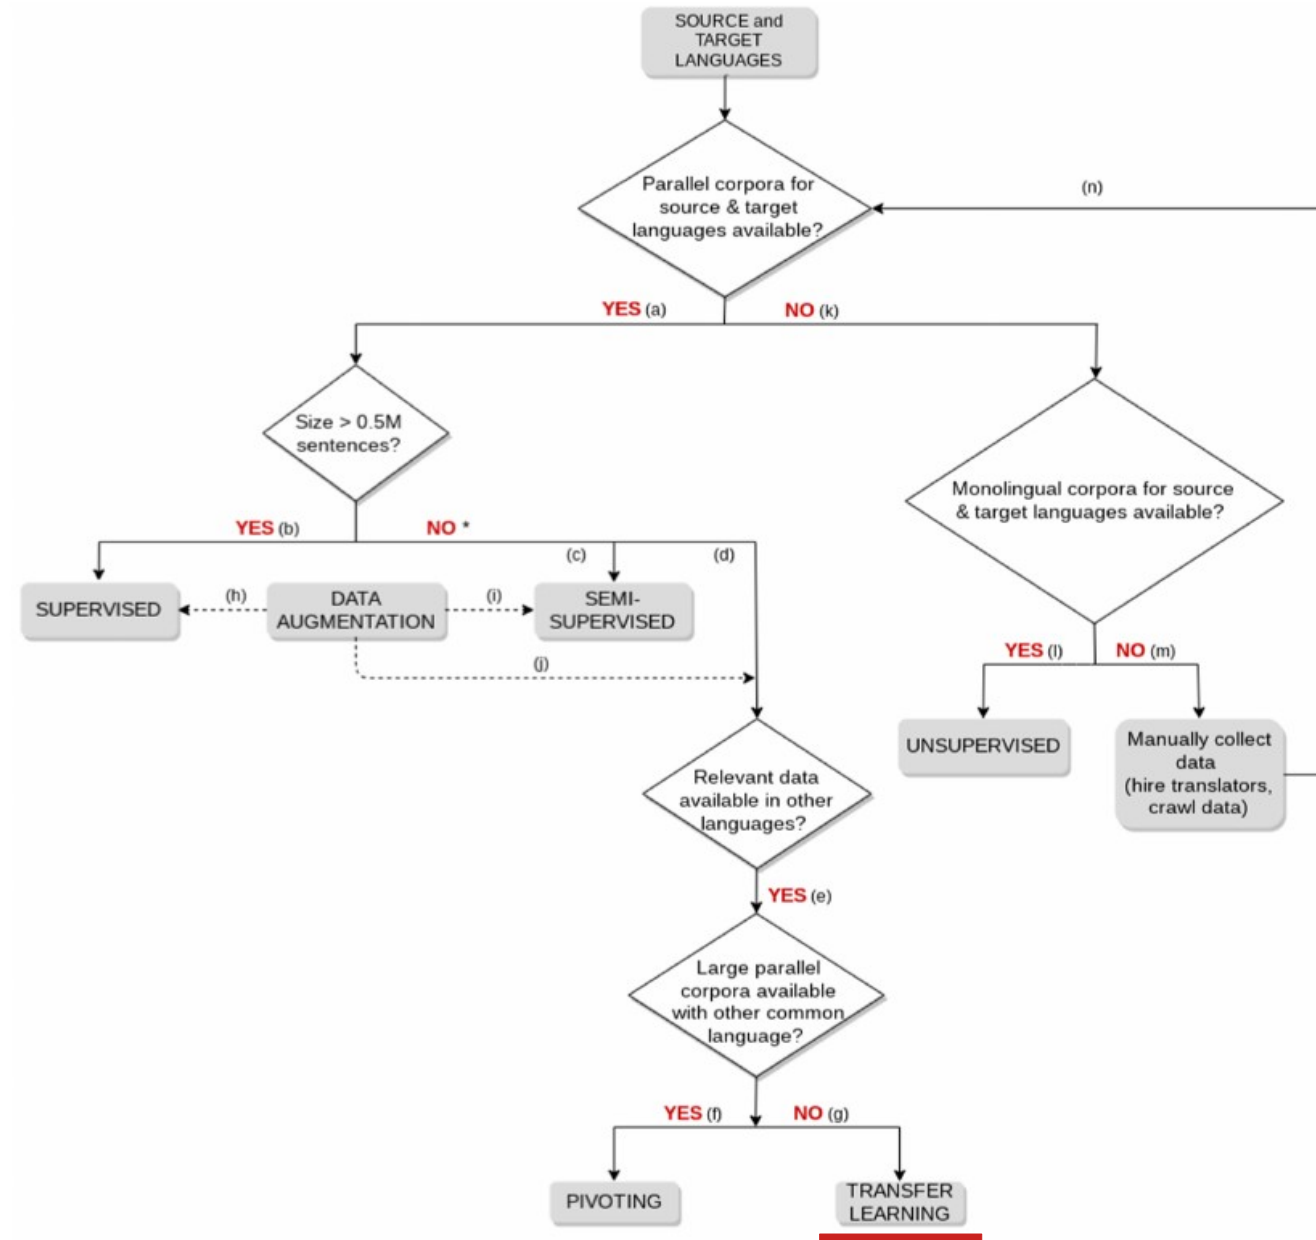 SOURCE and
TARGET
LANGUAGES
Parallel corpora for
source & target
languages available?
(n)
YES (a)
NO (k)
Size > 0.5M
sentences?
Monolingual corpora for source
& target languages available?
YES (b)
NO *
(c)
(d)
SUPERVISED
(h)
DATA
AUGMENTATION
(i)
SEMI-
SUPERVISED
(j)
YES (l)
NO (m)
UNSUPERVISED
Manually collect
data
(hire translators,
crawl data)
Relevant data
available in other
languages?
YES (e)
Large parallel
corpora available
with other common
language?
YES (f)
NO (g)
PIVOTING
TRANSFER
LEARNING